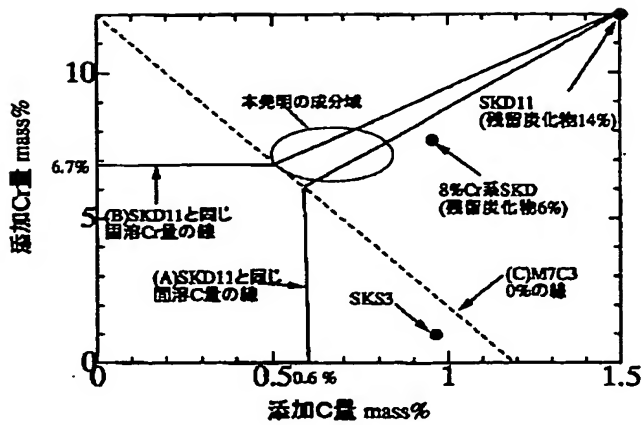 添加Cr量 mass%
10
6.7%
5
0
本発明の成分域
SKD11
(残留炭化物14%)
8%Cr系SKD
(残留炭化物6%)
(B)SKD11と同じ
固溶Cr量の線
(A)SKD11と同じ
固溶C量の線
(C)M7C3
0%の線
SKS3
0
0.5
0.6 %
1
1.5
添加C量 mass%